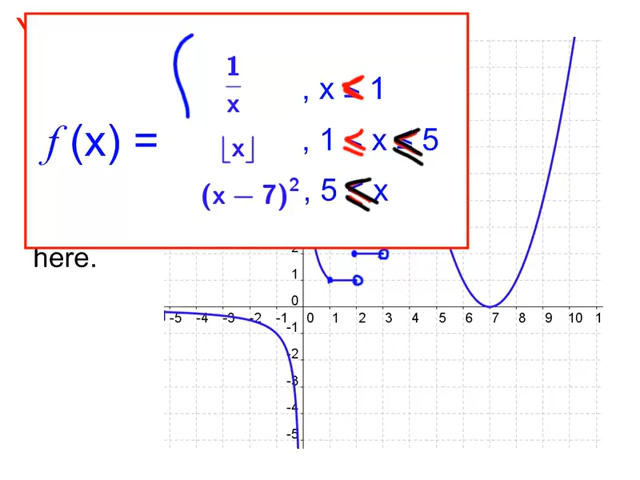 1
x , x ≤ 1
f(x) = ⌊x⌋ , 1 ≤ x ≤ 5
(x – 7)², 5 ≤ x
here.
2
1
0
-1
-2
-3
-4
-5
-5 -4 -3 -2 -1 0 1 2 3 4 5 6 7 8 9 10 1